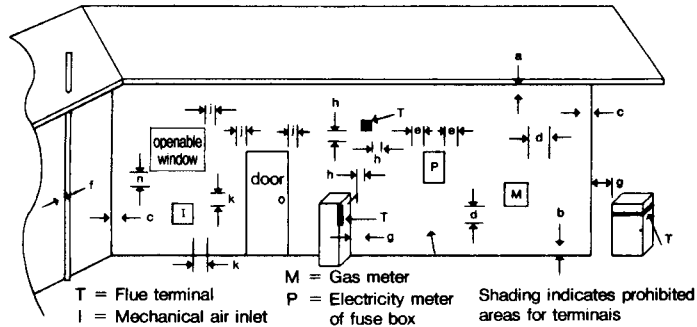 a
h
T
c
j
e
e
d
j
j
openable
window
h
P
n
door
h
M
g
f
k
I
d
b
c
T
g
T
k
M = Gas meter
T = Flue terminal
P = Electricity meter
of fuse box
I = Mechanical air inlet
Shading indicates prohibited
areas for terminais